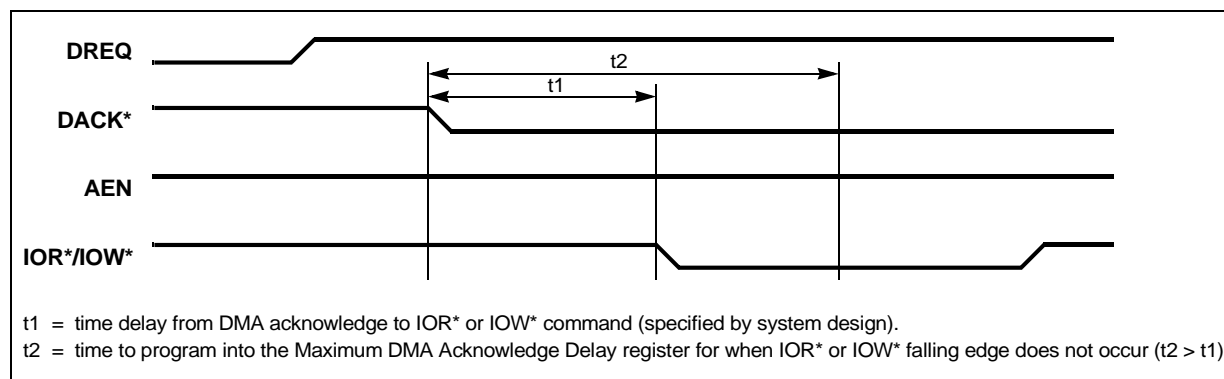 DREQ
t2
t1
DACK*
AEN
IOR*/IOW*
t1 = time delay from DMA acknowledge to IOR* or IOW* command (specified by system design).
t2 = time to program into the Maximum DMA Acknowledge Delay register for when IOR* or IOW* falling edge does not occur (t2 > t1)